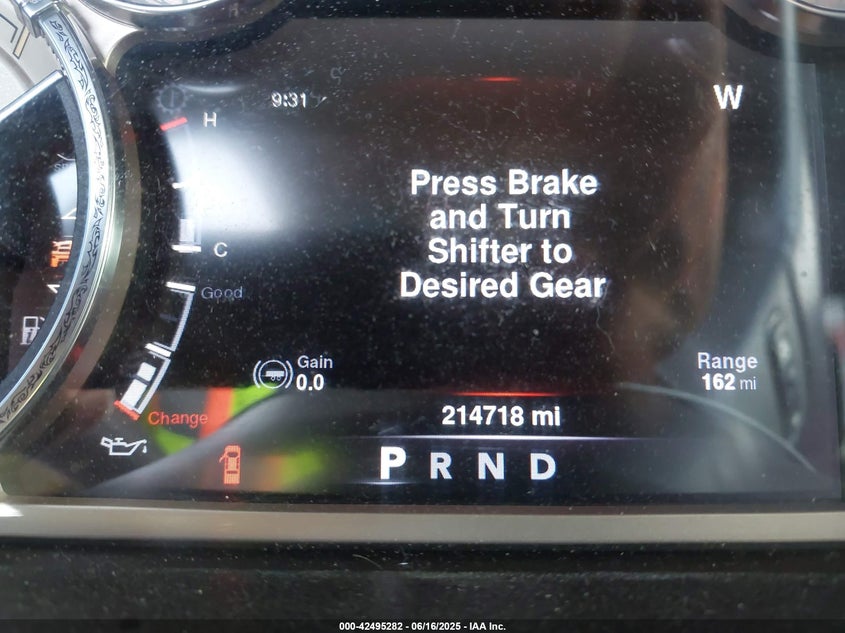 H
9:31
W
H
Press Brake
and Turn
Shifter to
Desired Gear
C
Good
Gain
0.0
Range
162 mi
Change
214718 mi
P R N D
000-42495282 - 06/16/2025 - IAA Inc.